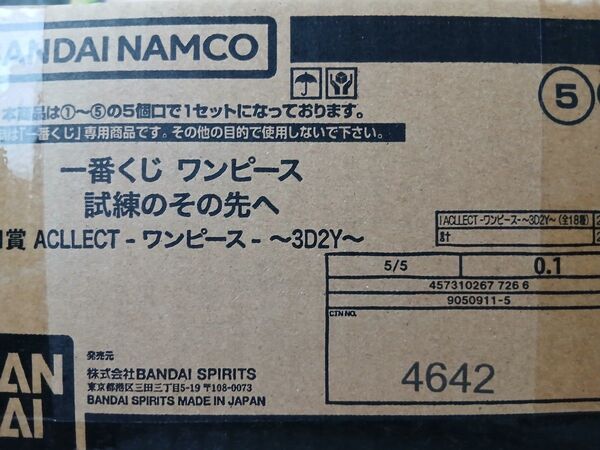 BANDAI NAMCO
本商品は①～⑤の5個口で1セットになっております。
は「一番くじ」専用商品です。その他の目的で使用しないで下さい。
⑤
一番くじ ワンピース
試練のその先へ
賞 ACLLECT - ワンピース - ～3D2Y～
I ACLLECT -ワンピース- ～3D2Y～ (全18種)
合計
5/5
0.1
457310267 726 6
9050911-5
CTN NO.
4642
発売元
株式会社BANDAI SPIRITS
東京都港区三田三丁目5-19 〒108-0073
BANDAI SPIRITS MADE IN JAPAN
AN
AI